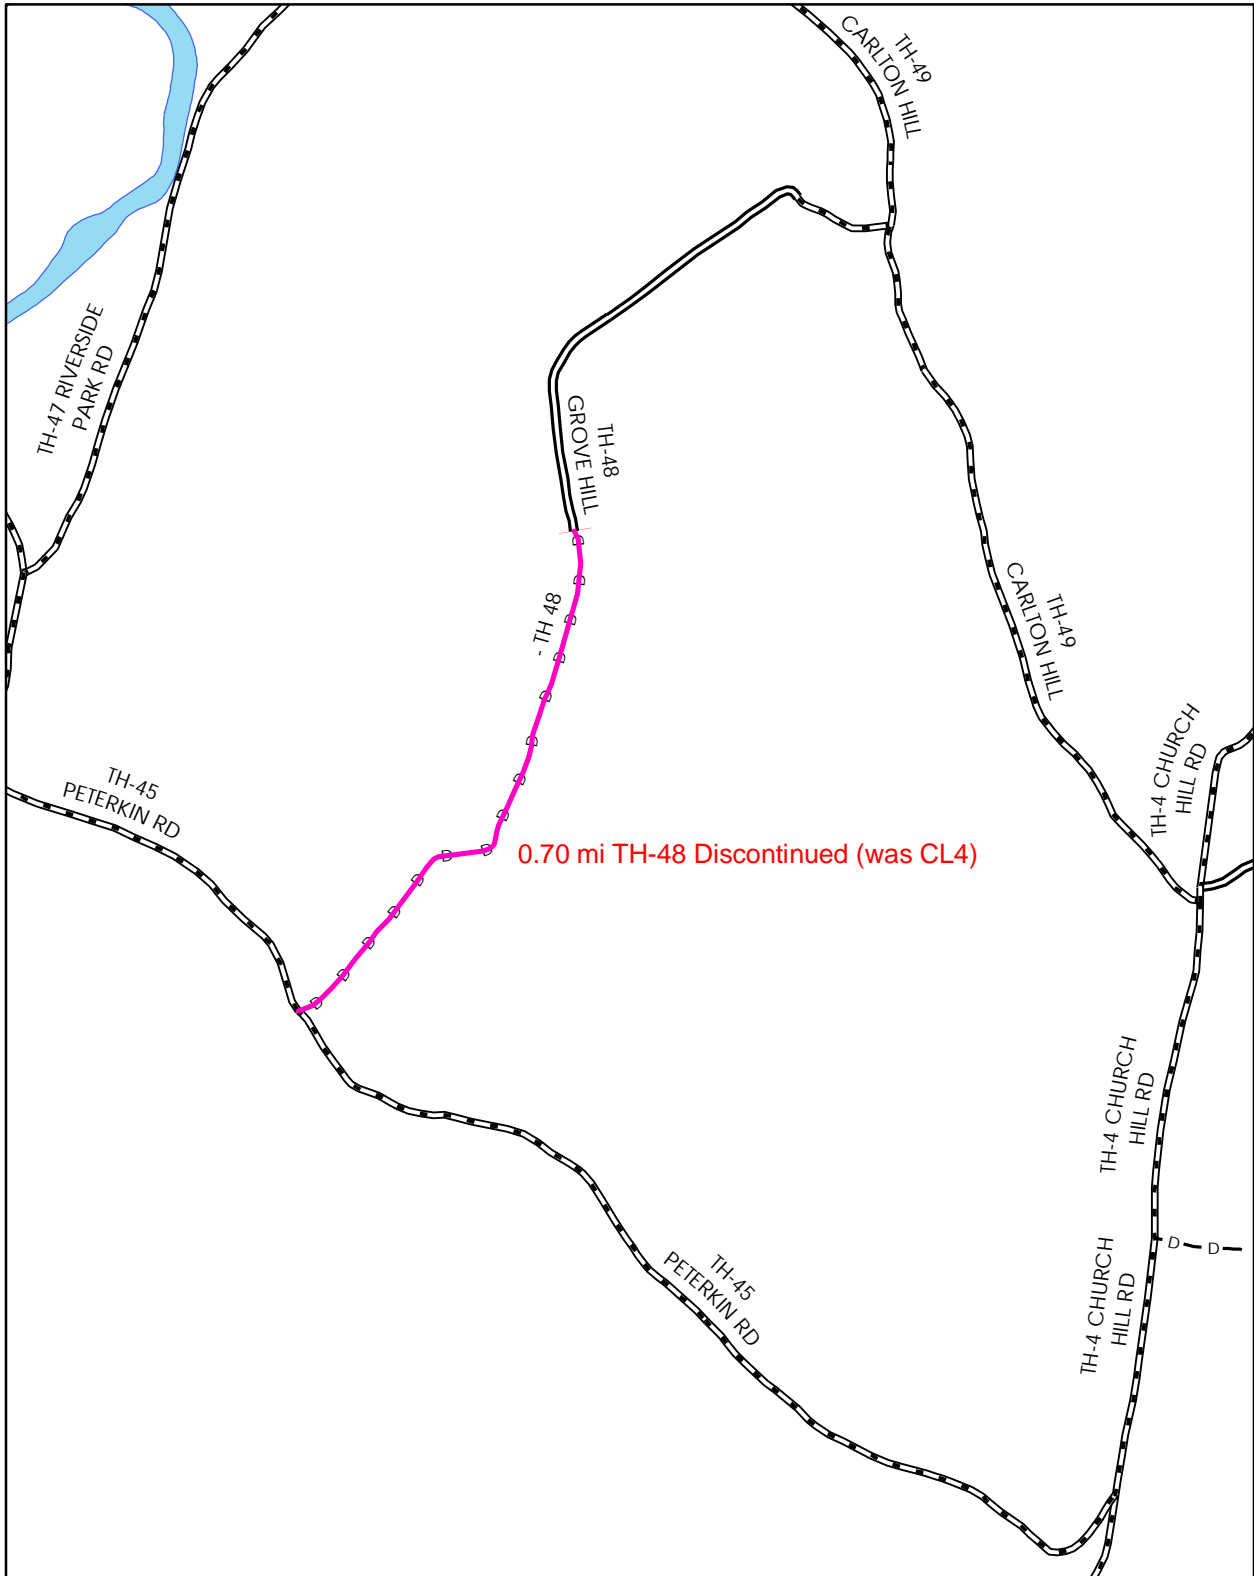 TH-49
CARLTON HILL
TH-47 RIVERSIDE
PARK RD
TH-48
GROVE HILL
D
D
- TH 48
D
D
D
D
D
D
TH-49
CARLTON HILL
TH-4 CHURCH
HILL RD
TH-45
PETERKIN RD
0.70 mi TH-48 Discontinued (was CL4)
D
D
D
D
D
D
D
TH-4 CHURCH
HILL RD
D
D
TH-4 CHURCH
HILL RD
TH-45
PETERKIN RD